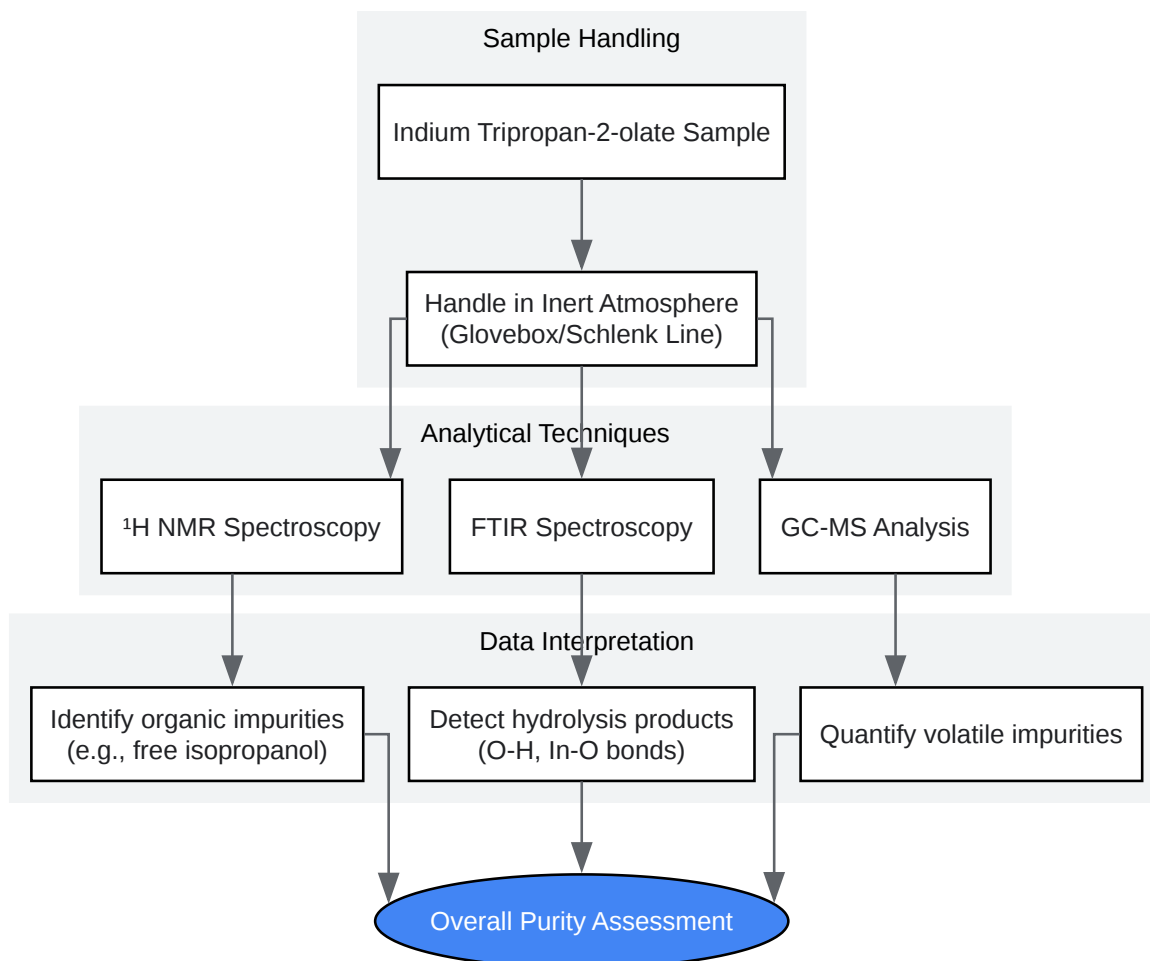 Sample Handling
Indium Tripropan-2-olate Sample
Handle in Inert Atmosphere
(Glovebox/Schlenk Line)
Analytical Techniques
¹H NMR Spectroscopy
FTIR Spectroscopy
GC-MS Analysis
Data Interpretation
Identify organic impurities
(e.g., free isopropanol)
Detect hydrolysis products
(O-H, In-O bonds)
Quantify volatile impurities
Overall Purity Assessment